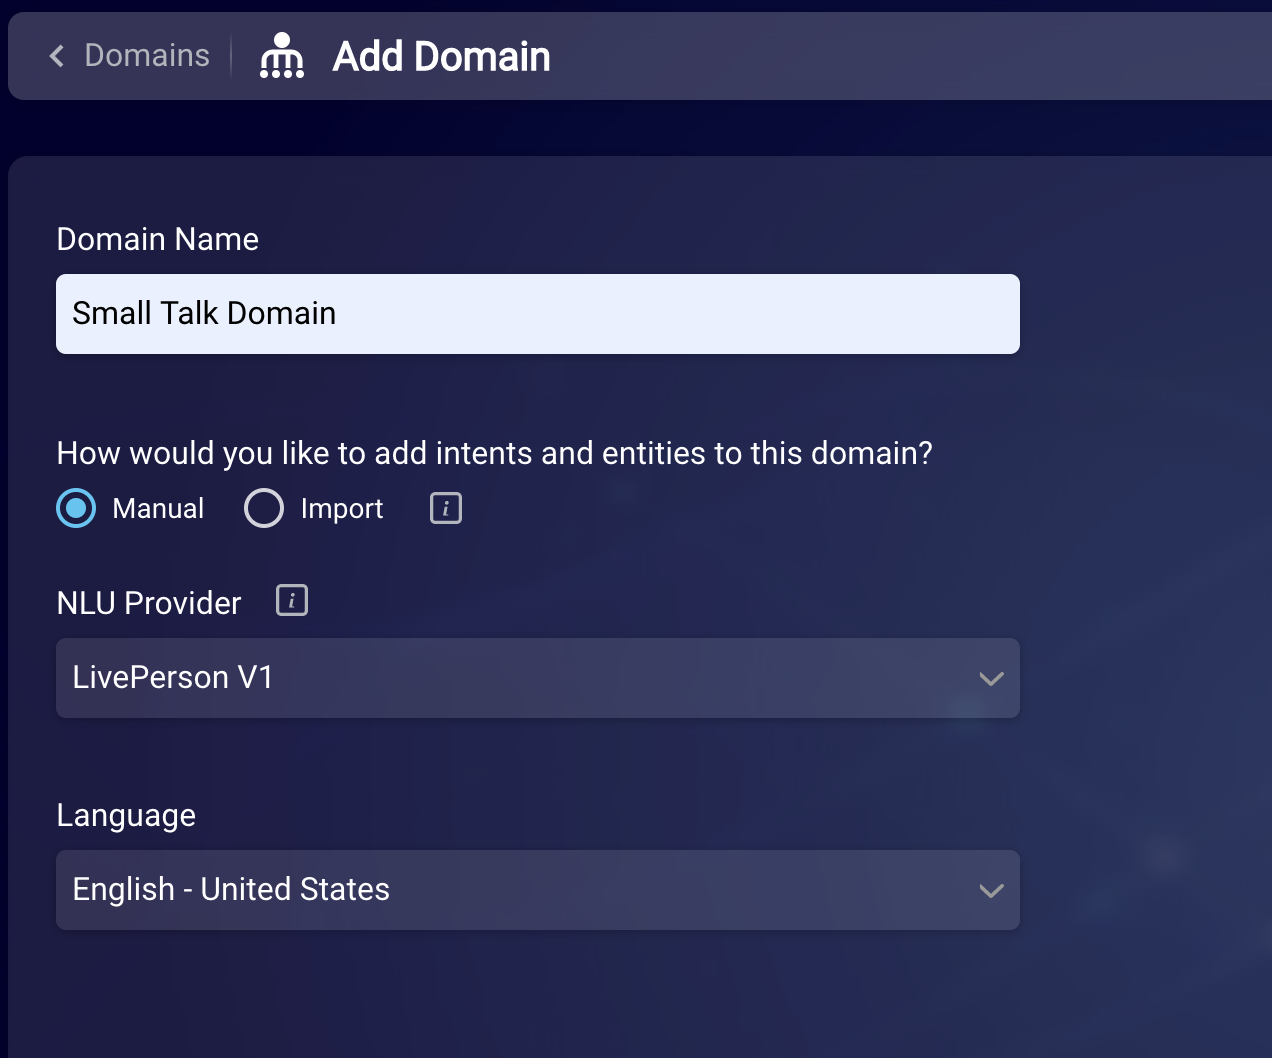 Domains
Add Domain
Domain Name
Small Talk Domain
How would you like to add intents and entities to this domain?
Manual Import i
NLU Provider i
LivePerson V1
Language
English - United States